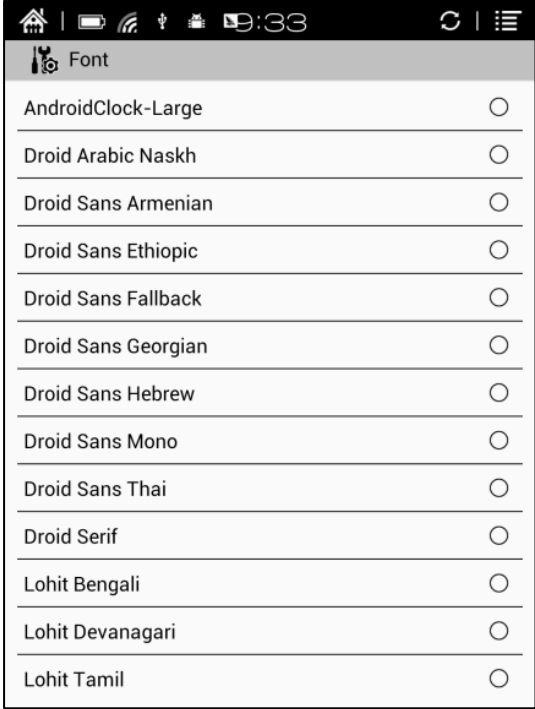 9:33
Font
AndroidClock-Large
Droid Arabic Naskh
Droid Sans Armenian
Droid Sans Ethiopic
Droid Sans Fallback
Droid Sans Georgian
Droid Sans Hebrew
Droid Sans Mono
Droid Sans Thai
Droid Serif
Lohit Bengali
Lohit Devanagari
Lohit Tamil